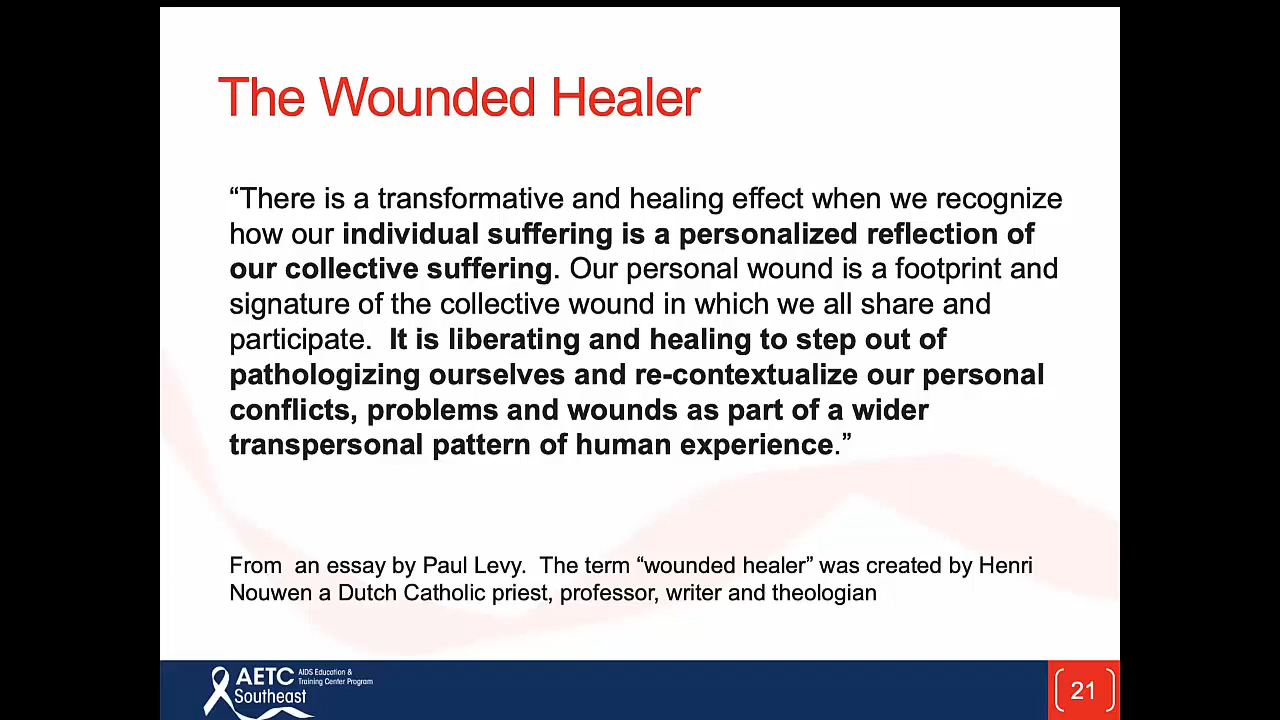 The Wounded Healer
“There is a transformative and healing effect when we recognize
how our individual suffering is a personalized reflection of
our collective suffering. Our personal wound is a footprint and
signature of the collective wound in which we all share and
participate.  It is liberating and healing to step out of
pathologizing ourselves and re-contextualize our personal
conflicts, problems and wounds as part of a wider
transpersonal pattern of human experience.”
From  an essay by Paul Levy.  The term “wounded healer” was created by Henri
Nouwen a Dutch Catholic priest, professor, writer and theologian
AETC AIDS Education &
Training Center Program
Southeast
21